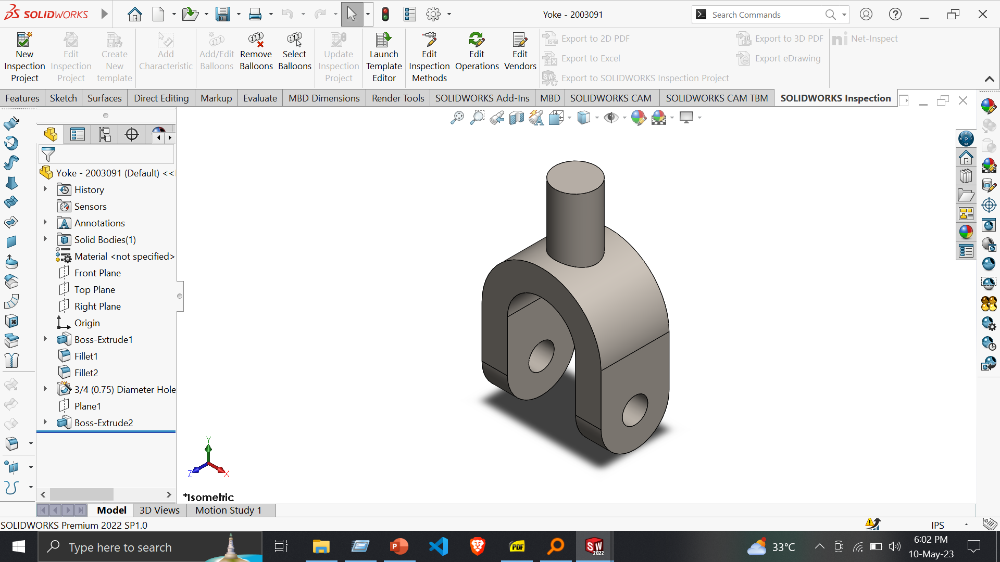 SOLIDWORKS
Yoke - 2003091
Search Commands
New Inspection Project
Edit Inspection Project
Create New template
Add Characteristic
Add/Edit Balloons
Remove Balloons
Select Balloons
Update Inspection Project
Launch Template Editor
Edit Inspection Methods
Edit Operations
Edit Vendors
Export to 2D PDF
Export to Excel
Export to SOLIDWORKS Inspection Project
Export to 3D PDF
Export eDrawing
Net-Inspect
Features
Sketch
Surfaces
Direct Editing
Markup
Evaluate
MBD Dimensions
Render Tools
SOLIDWORKS Add-Ins
MBD
SOLIDWORKS CAM
SOLIDWORKS CAM TBM
SOLIDWORKS Inspection
Yoke - 2003091 (Default) <<
History
Sensors
Annotations
Solid Bodies(1)
Material <not specified>
Front Plane
Top Plane
Right Plane
Origin
Boss-Extrude1
Fillet1
Fillet2
3/4 (0.75) Diameter Hole
Plane1
Boss-Extrude2
Y
Z
X
*Isometric
Model
3D Views
Motion Study 1
SOLIDWORKS Premium 2022 SP1.0
IPS
Type here to search
PDF
SW
2022
33°C
6:02 PM
10-May-23